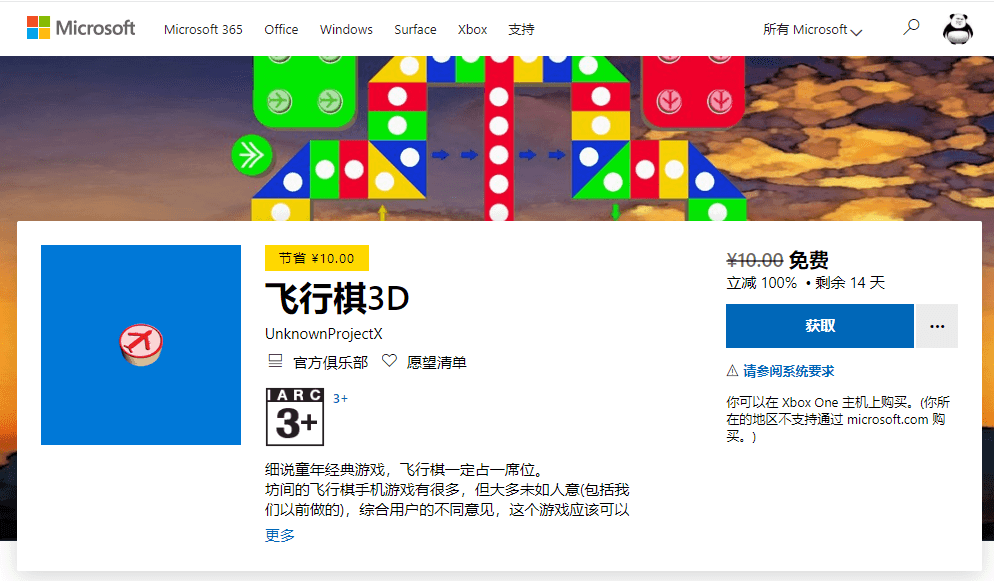 Microsoft Microsoft 365 Office Windows Surface Xbox 支持 所有 Microsoft
节省 ¥10.00
飞行棋3D
UnknownProjectX
官方俱乐部 愿望清单
IARC
3+
3+
细说童年经典游戏，飞行棋一定占一席位。
坊间的飞行棋手机游戏有很多，但大多未如人意(包括我
们以前做的)，综合用户的不同意见，这个游戏应该可以
更多
¥10.00 免费
立减 100% • 剩余 14 天
获取 ...
请参阅系统要求
你可以在 Xbox One 主机上购买。(你所
在的地区不支持通过 microsoft.com 购
买。)